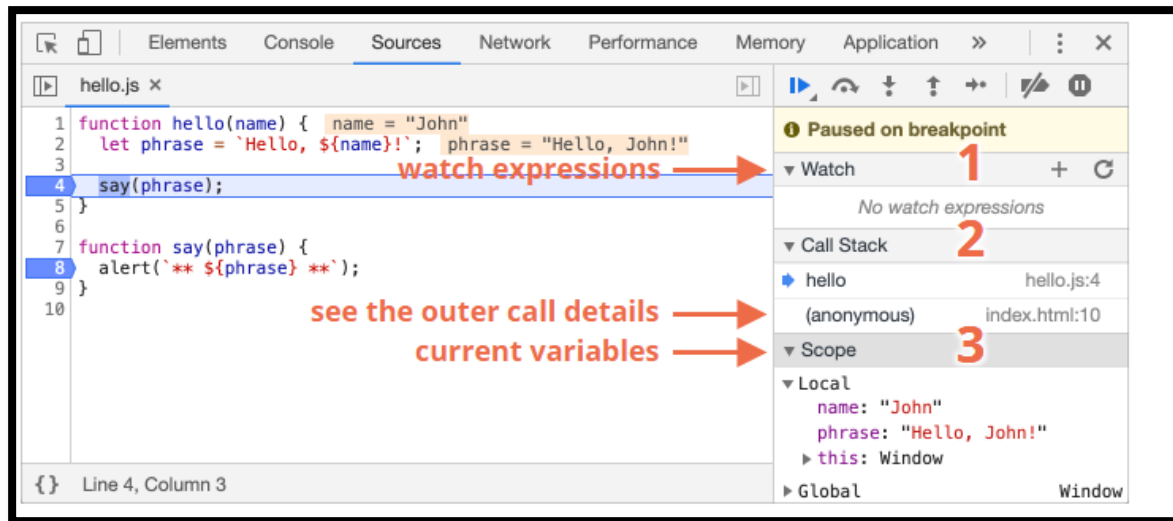 Elements Console Sources Network Performance Memory Application »
hello.js ×
1 function hello(name) { name = "John"
2 let phrase = `Hello, ${name}!`; phrase = "Hello, John!"
3
4 say(phrase);
5 }
6
7 function say(phrase) {
8 alert(`** ${phrase} **`);
9 }
10
watch expressions
see the outer call details
current variables
{} Line 4, Column 3
Paused on breakpoint
1
Watch
No watch expressions
2
Call Stack
hello hello.js:4
(anonymous) index.html:10
3
Scope
Local
name: "John"
phrase: "Hello, John!"
this: Window
Global Window